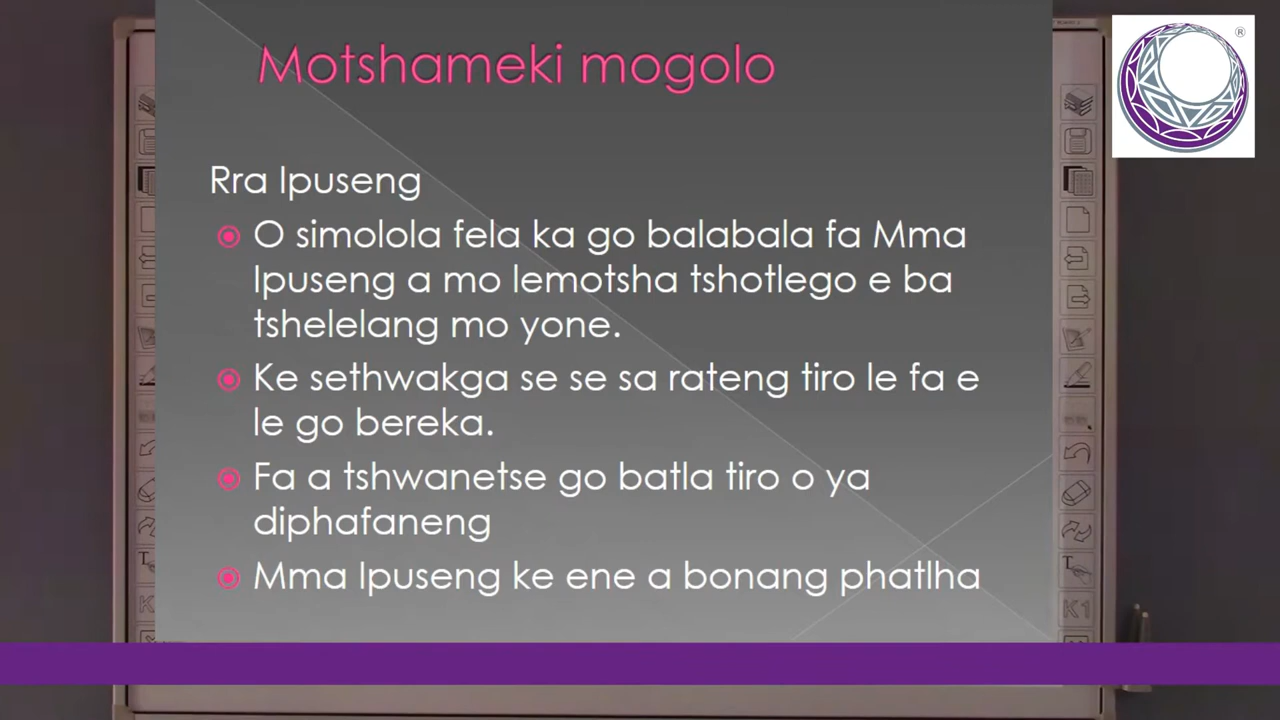 Motshameki mogolo
Rra Ipuseng
O simolola fela ka go balabala fa Mma
Ipuseng a mo lemotsha tshotlego e ba
tshelelang mo yone.
Ke sethwakga se se sa rateng tiro le fa e
le go bereka.
Fa a tshwanetse go batla tiro o ya
diphafaneng
Mma Ipuseng ke ene a bonang phatlha
®
T
K
K1